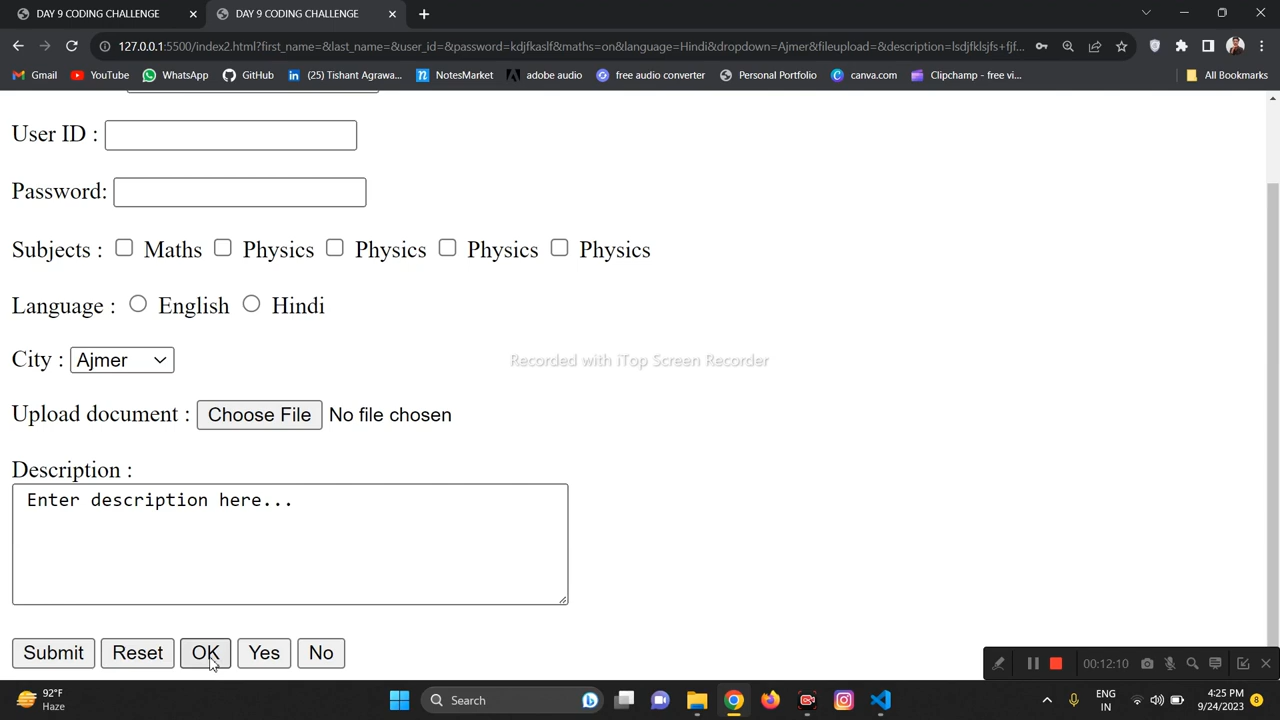 DAY 9 CODING CHALLENGE
DAY 9 CODING CHALLENGE
127.0.0.1:5500/index2.html?first_name=&last_name=&user_id=&password=kdjfkaslf&maths=on&language=Hindi&dropdown=Ajmer&fileupload=&description=lsdjfklsjfs+fjf...
Gmail YouTube WhatsApp GitHub (25) Tishant Agrawa... NotesMarket adobe audio free audio converter Personal Portfolio canva.com Clipchamp – free vi... All Bookmarks
User ID :
Password:
Subjects : Maths Physics Physics Physics Physics
Language : English Hindi
City : Ajmer
Recorded with iTop Screen Recorder
Upload document : Choose File No file chosen
Description :
Enter description here...
Submit Reset OK Yes No
00:12:10
92°F
Haze
Search
ENG
IN
4:25 PM
9/24/2023
8